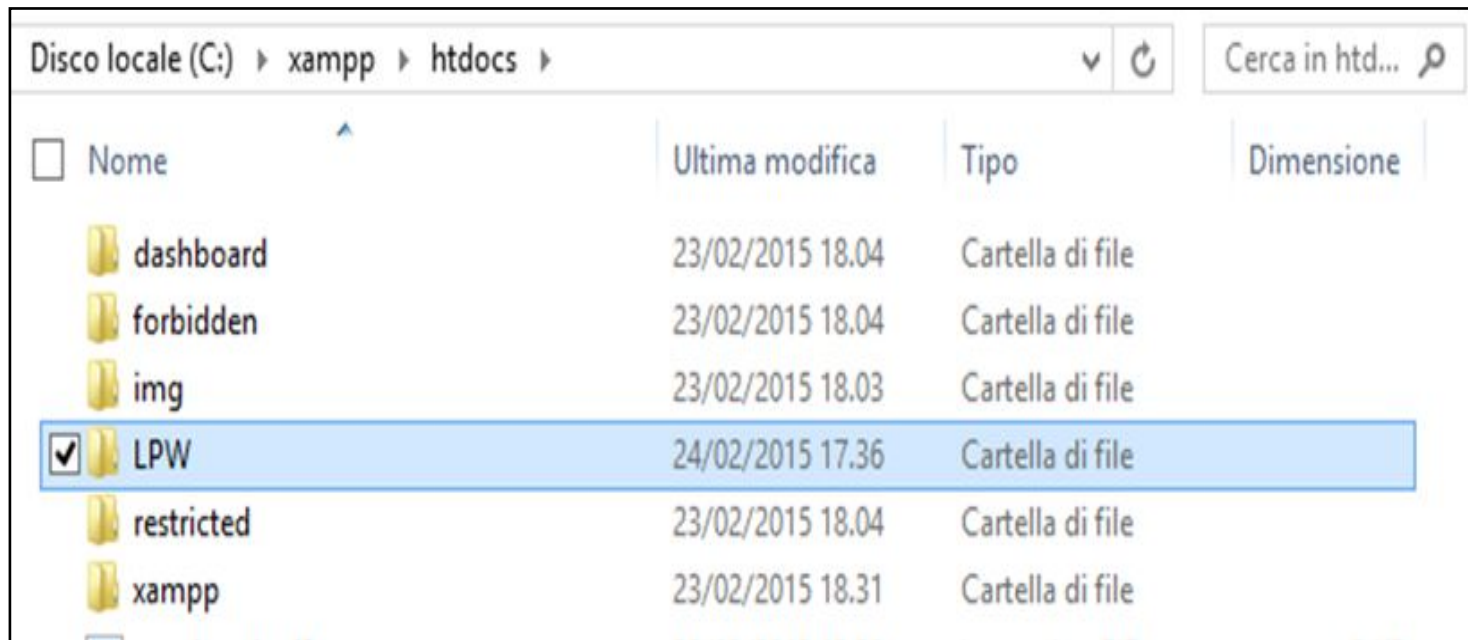 Disco locale (C:) ▸ xampp ▸ htdocs ▸ Cerca in htd...
Nome Ultima modifica Tipo Dimensione
dashboard 23/02/2015 18.04 Cartella di file
forbidden 23/02/2015 18.04 Cartella di file
img 23/02/2015 18.03 Cartella di file
LPW 24/02/2015 17.36 Cartella di file
restricted 23/02/2015 18.04 Cartella di file
xampp 23/02/2015 18.31 Cartella di file